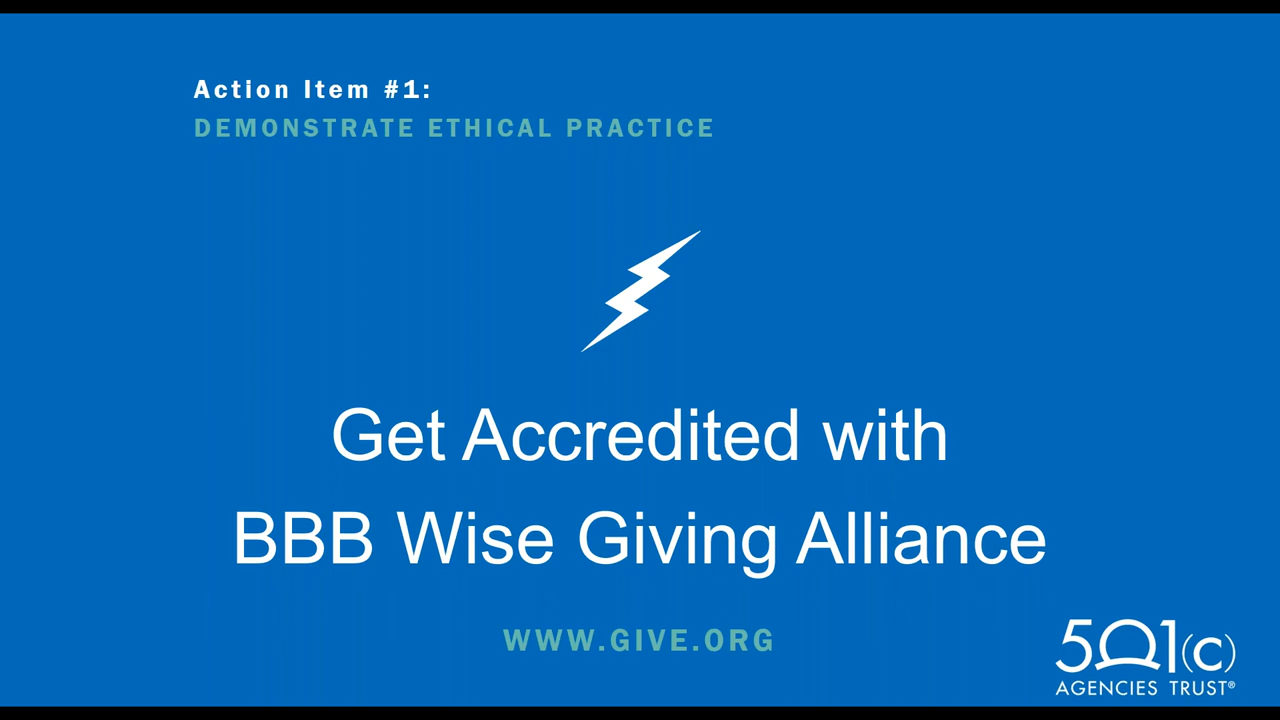 Action Item #1:
DEMONSTRATE ETHICAL PRACTICE
Get Accredited with
BBB Wise Giving Alliance
WWW.GIVE.ORG
501(c)
AGENCIES TRUST®